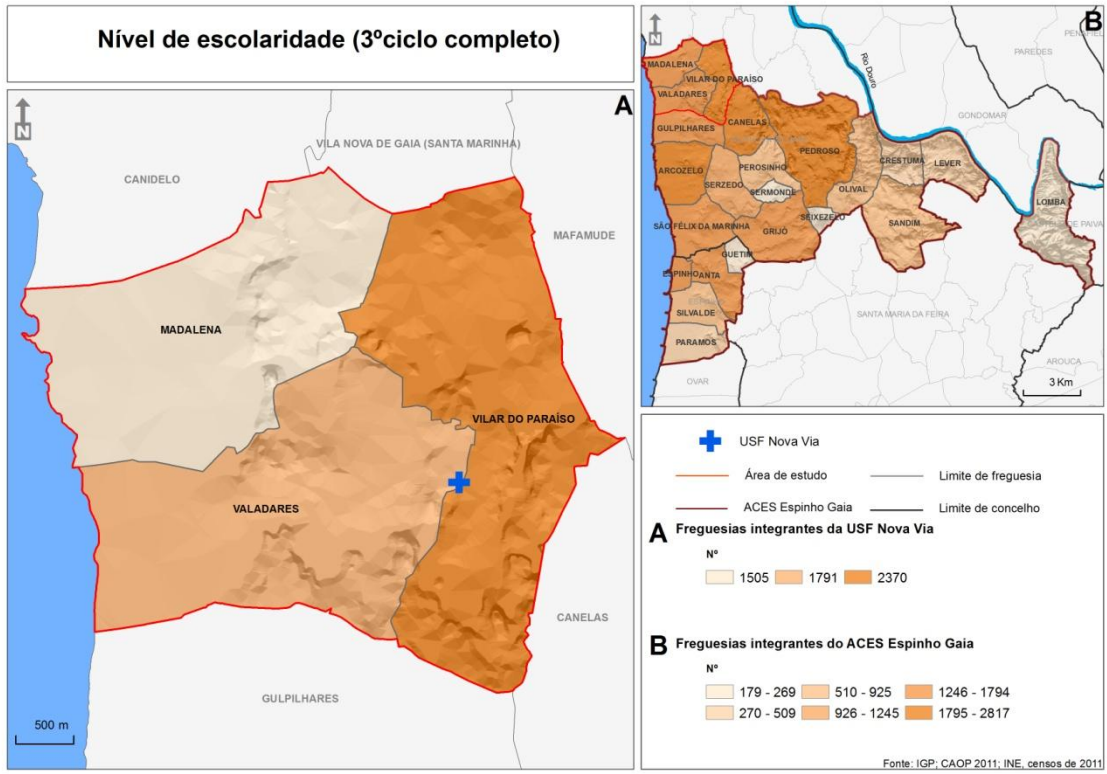 Nível de escolaridade (3ºciclo completo)
A
N
VILA NOVA DE GAIA (SANTA MARINHA)
CANIDELO
MAFAMUDE
MADALENA
VILAR DO PARAÍSO
VALADARES
CANELAS
GULPILHARES
500 m
B
N
PENAFIEL
PAREDES
Rio Douro
MADALENA
VILAR DO PARAÍSO
VALADARES
GONDOMAR
GULPILHARES
CANELAS
PEDROSO
CRESTUMA
LEVER
PEROSINHO
ARCOZELO
SERZEDO
SERMONDE
OLIVAL
LOMBA
SEIXEZELO
SÃO FÉLIX DA MARINHA
GRIJÓ
SANDIM
DE PAIVA
GUETIM
ESPINHO
ANTA
ESPINHO
SILVALDE
SANTA MARIA DA FEIRA
PARAMOS
AROUCA
OVAR
3 Km
USF Nova Via
Área de estudo
Limite de freguesia
ACES Espinho Gaia
Limite de concelho
A Freguesias integrantes da USF Nova Via
Nº
1505 1791 2370
B Freguesias integrantes do ACES Espinho Gaia
Nº
179 - 269 510 - 925 1246 - 1794
270 - 509 926 - 1245 1795 - 2817
Fonte: IGP; CAOP 2011; INE, censos de 2011